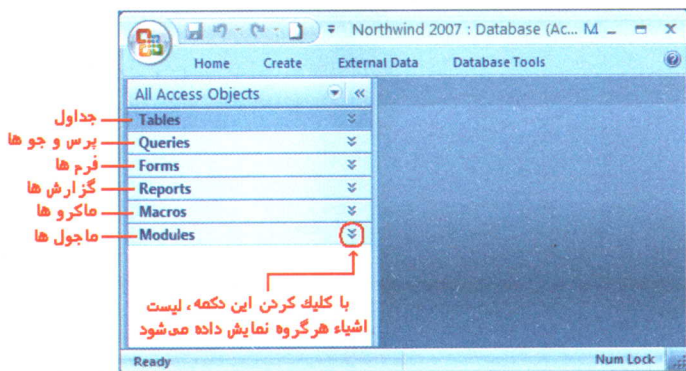 Northwind 2007 : Database (Ac... M
Home Create External Data Database Tools
All Access Objects
جداول Tables
پرس و جو ها Queries
فرم ها Forms
گزارش ها Reports
ماکرو ها Macros
ماجول ها Modules
با کلیک کردن این دکمه، لیست
اشیاء هر گروه نمایش داده می‌شود
Ready Num Lock